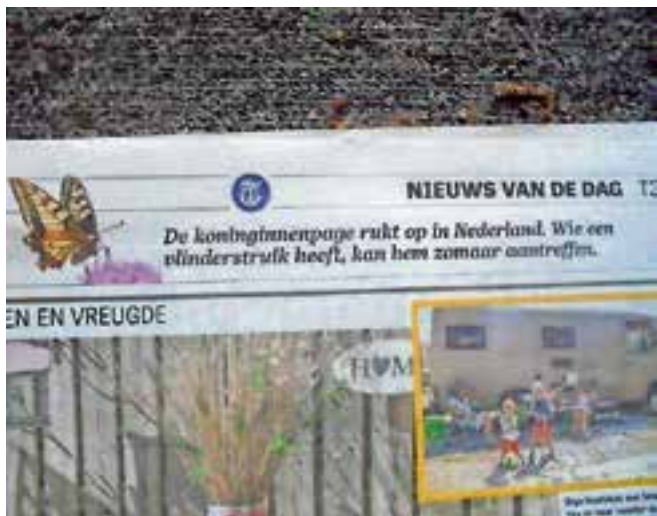 NIEUWS VAN DE DAG
De koninginnenpage rukt op in Nederland. Wie een
vlinderstruik heeft, kan hem zomaar aantreffen.
EN EN VREUGDE